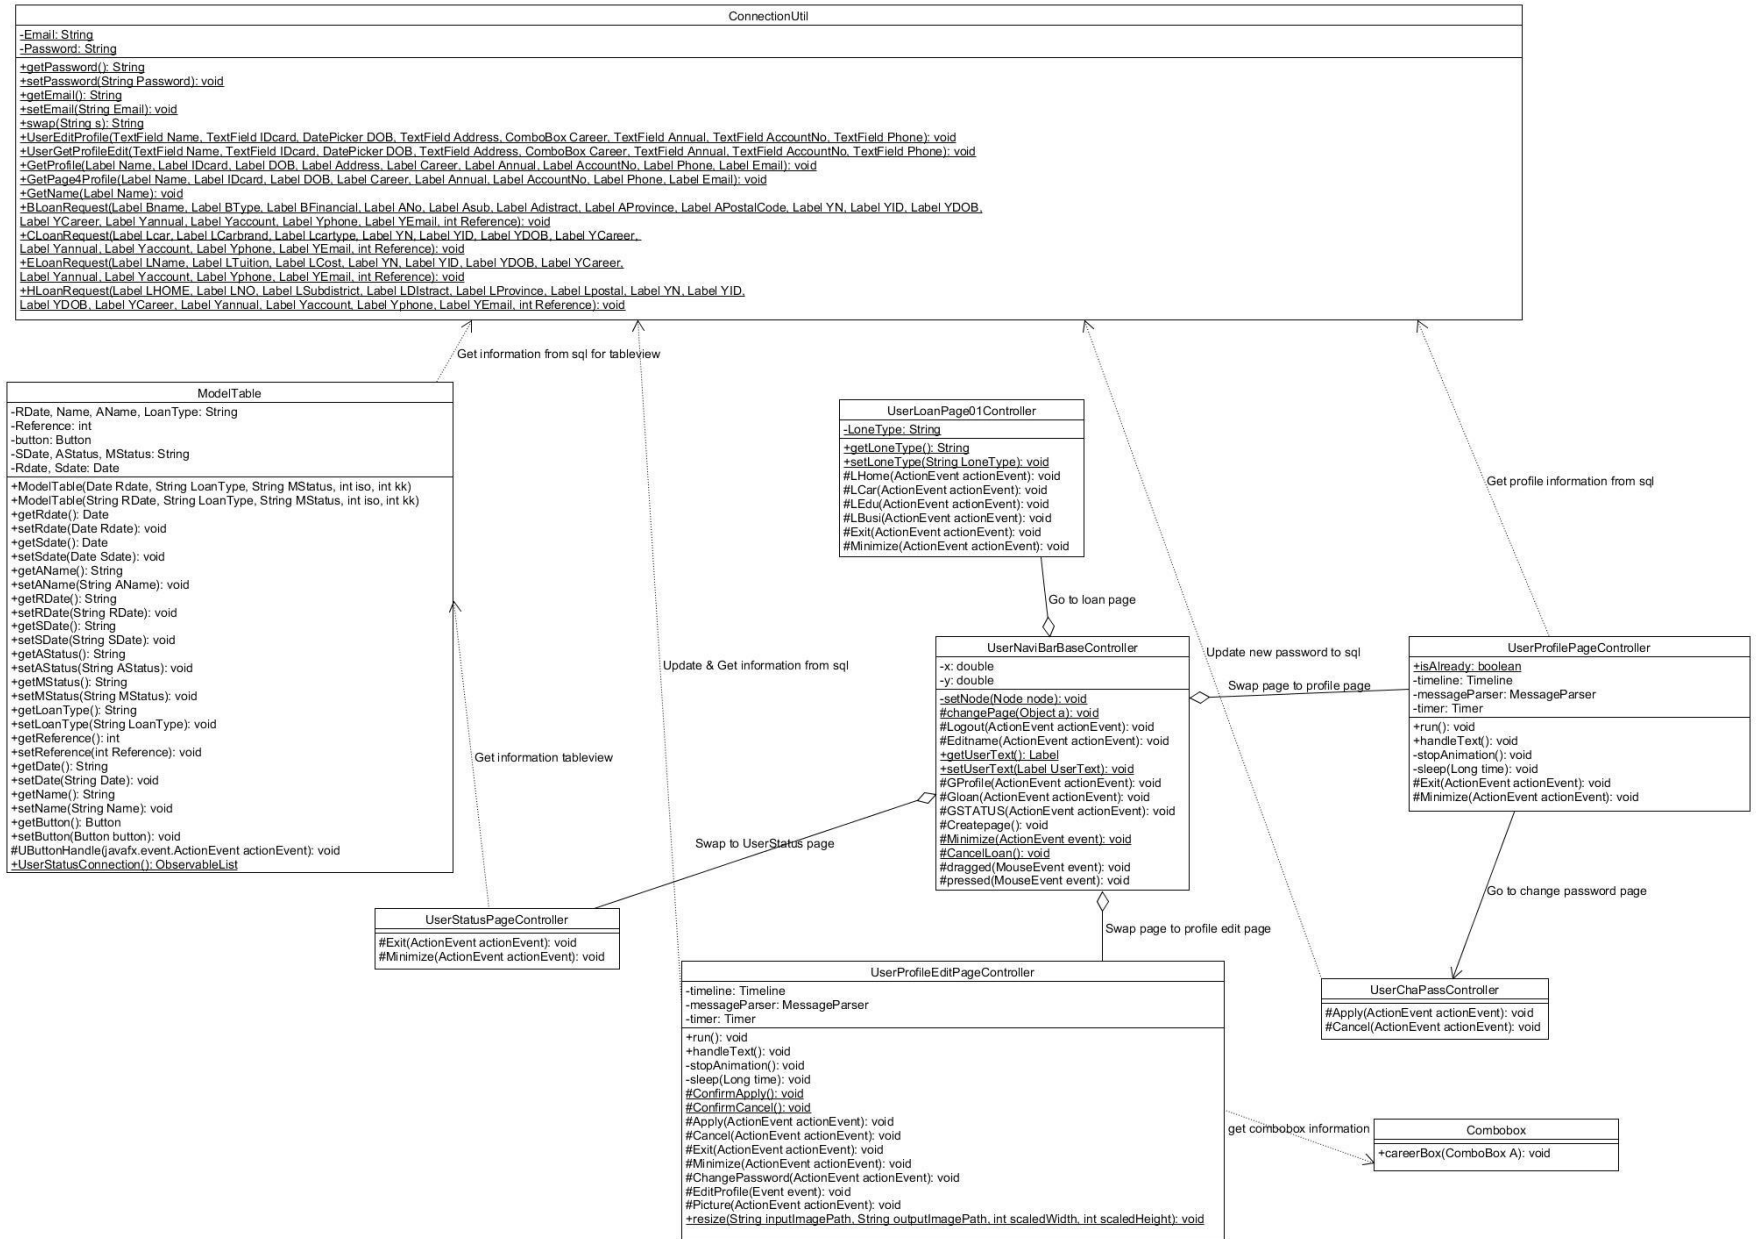 ConnectionUtil
-Email: String
-Password: String
+getPassword(): String
+setPassword(String Password): void
+getEmail(): String
+setEmail(String Email): void
+swap(String s): String
+UserEditProfile(TextField Name, TextField IDcard, DatePicker DOB, TextField Address, ComboBox Career, TextField Annual, TextField AccountNo, TextField Phone): void
+UserGetProfileEdit(TextField Name, TextField IDcard, DatePicker DOB, TextField Address, ComboBox Career, TextField Annual, TextField AccountNo, TextField Phone): void
+GetProfile(Label Name, Label IDcard, Label DOB, Label Address, Label Career, Label Annual, Label AccountNo, Label Phone, Label Email): void
+GetPage4Profile(Label Name, Label IDcard, Label DOB, Label Career, Label Annual, Label AccountNo, Label Phone, Label Email): void
+GetName(Label Name): void
+BLoanRequest(Label Bname, Label BType, Label BFinancial, Label ANo, Label Asub, Label Adistract, Label AProvince, Label APostalCode, Label YN, Label YID, Label YDOB,
Label YCareer, Label Yannual, Label Yaccount, Label Yphone, Label YEmail, int Reference): void
+CLoanRequest(Label Lcar, Label LCarbrand, Label Lcartype, Label YN, Label YID, Label YDOB, Label YCareer,
Label Yannual, Label Yaccount, Label Yphone, Label YEmail, int Reference): void
+ELoanRequest(Label LName, Label LTuition, Label LCost, Label YN, Label YID, Label YDOB, Label YCareer,
Label Yannual, Label Yaccount, Label Yphone, Label YEmail, int Reference): void
+HLoanRequest(Label LHOME, Label LNO, Label LSubdistrict, Label LDIstract, Label LProvince, Label Lpostal, Label YN, Label YID,
Label YDOB, Label YCareer, Label Yannual, Label Yaccount, Label Yphone, Label YEmail, int Reference): void
Get information from sql for tableview
ModelTable
-RDate, Name, AName, LoanType: String
-Reference: int
-button: Button
-SDate, AStatus, MStatus: String
-Rdate, Sdate: Date
+ModelTable(Date Rdate, String LoanType, String MStatus, int iso, int kk)
+ModelTable(String RDate, String LoanType, String MStatus, int iso, int kk)
+getRdate(): Date
+setRdate(Date Rdate): void
+getSdate(): Date
+setSdate(Date Sdate): void
+getAName(): String
+setAName(String AName): void
+getRDate(): String
+setRDate(String RDate): void
+getSDate(): String
+setSDate(String SDate): void
+getAStatus(): String
+setAStatus(String AStatus): void
+getMStatus(): String
+setMStatus(String MStatus): void
+getLoanType(): String
+setLoanType(String LoanType): void
+getReference(): int
+setReference(int Reference): void
+getDate(): String
+setDate(String Date): void
+getName(): String
+setName(String Name): void
+getButton(): Button
+setButton(Button button): void
#UButtonHandle(javafx.event.ActionEvent actionEvent): void
+UserStatusConnection(): ObservableList
UserLoanPage01Controller
-LoneType: String
+getLoneType(): String
+setLoneType(String LoneType): void
#LHome(ActionEvent actionEvent): void
#LCar(ActionEvent actionEvent): void
#LEdu(ActionEvent actionEvent): void
#LBusi(ActionEvent actionEvent): void
#Exit(ActionEvent actionEvent): void
#Minimize(ActionEvent actionEvent): void
Get profile information from sql
Go to loan page
UserNaviBarBaseController
-x: double
-y: double
-setNode(Node node): void
#changePage(Object a): void
#Logout(ActionEvent actionEvent): void
#Editname(ActionEvent actionEvent): void
+getUserText(): Label
+setUserText(Label UserText): void
#GProfile(ActionEvent actionEvent): void
#Gloan(ActionEvent actionEvent): void
#GSTATUS(ActionEvent actionEvent): void
#Createpage(): void
#Minimize(ActionEvent event): void
#CancelLoan(): void
#dragged(MouseEvent event): void
#pressed(MouseEvent event): void
Update & Get information from sql
Update new password to sql
Swap page to profile page
UserProfilePageController
+isAlready: boolean
-timeline: Timeline
-messageParser: MessageParser
-timer: Timer
+run(): void
+handleText(): void
-stopAnimation(): void
-sleep(Long time): void
#Exit(ActionEvent actionEvent): void
#Minimize(ActionEvent actionEvent): void
Get information tableview
Swap to UserStatus page
Go to change password page
UserStatusPageController
#Exit(ActionEvent actionEvent): void
#Minimize(ActionEvent actionEvent): void
Swap page to profile edit page
UserProfileEditPageController
-timeline: Timeline
-messageParser: MessageParser
-timer: Timer
+run(): void
+handleText(): void
-stopAnimation(): void
-sleep(Long time): void
#ConfirmApply(): void
#ConfirmCancel(): void
#Apply(ActionEvent actionEvent): void
#Cancel(ActionEvent actionEvent): void
#Exit(ActionEvent actionEvent): void
#Minimize(ActionEvent actionEvent): void
#ChangePassword(ActionEvent actionEvent): void
#EditProfile(Event event): void
#Picture(ActionEvent actionEvent): void
+resize(String inputImagePath, String outputImagePath, int scaledWidth, int scaledHeight): void
UserChaPassController
#Apply(ActionEvent actionEvent): void
#Cancel(ActionEvent actionEvent): void
get combobox information
Combobox
+careerBox(ComboBox A): void